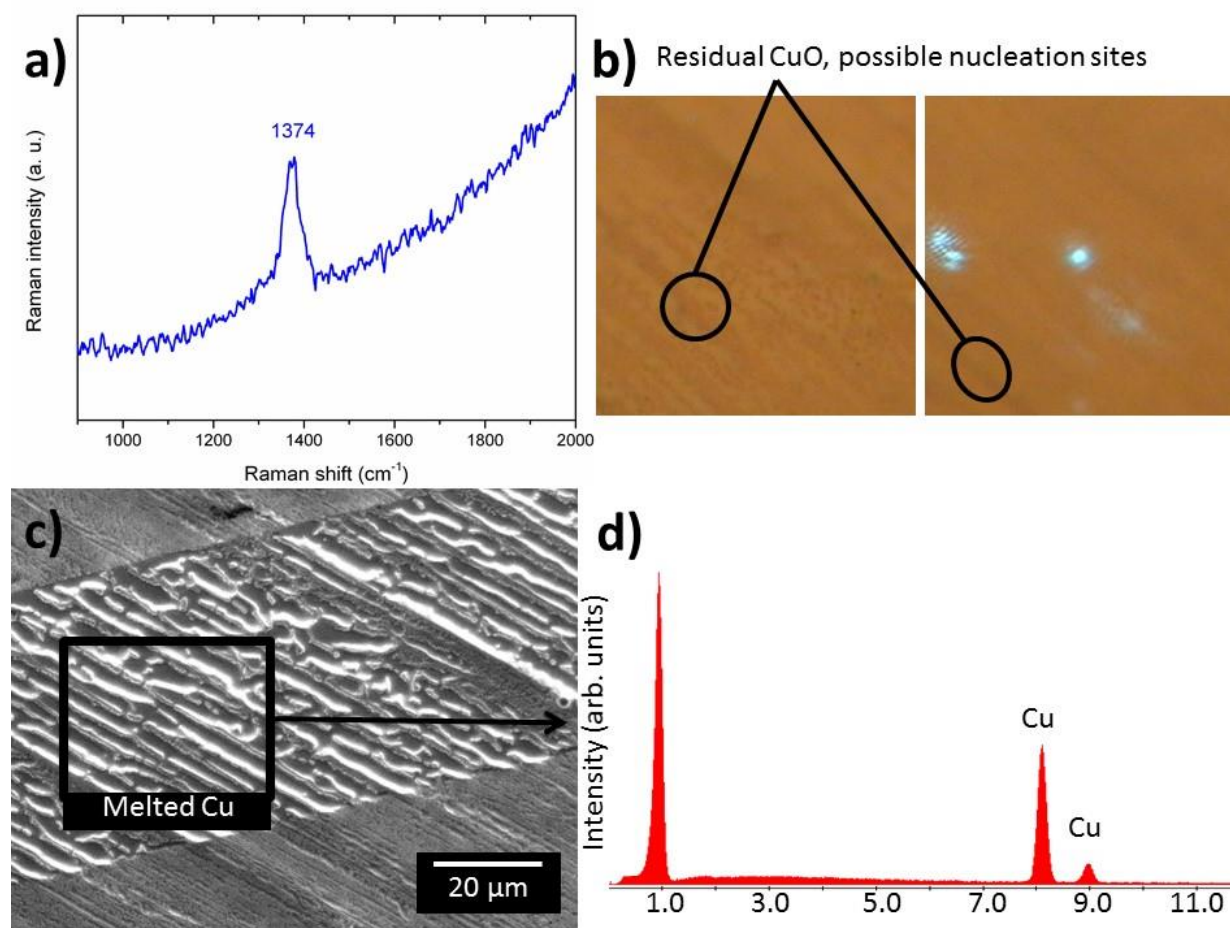 a)
1374
Raman intensity (a. u.)
1000 1200 1400 1600 1800 2000
Raman shift (cm⁻¹)
b)
Residual CuO, possible nucleation sites
c)
Melted Cu
20 µm
d)
Intensity (arb. units)
Cu
Cu
1.0 3.0 5.0 7.0 9.0 11.0